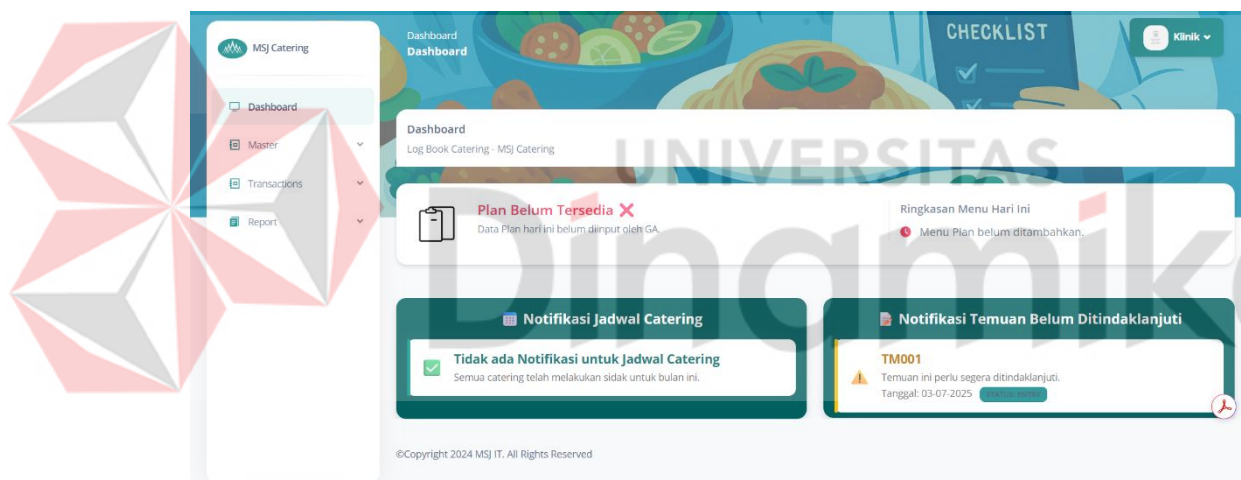 MSJ Catering
Dashboard
Master
Transactions
Report
Dashboard
Dashboard
CHECKLIST
Klinik
Dashboard
Log Book Catering - MSJ Catering
UNIVERSITAS
Dinamika
Plan Belum Tersedia
Data Plan hari ini belum diinput oleh GA.
Ringkasan Menu Hari Ini
Menu Plan belum ditambahkan.
Notifikasi Jadwal Catering
Tidak ada Notifikasi untuk Jadwal Catering
Semua catering telah melakukan sidak untuk bulan ini.
Notifikasi Temuan Belum Ditindaklanjuti
TM001
Temuan ini perlu segera ditindaklanjuti.
Tanggal: 03-07-2025 STATUS: ENTRY
©Copyright 2024 MSJ IT. All Rights Reserved